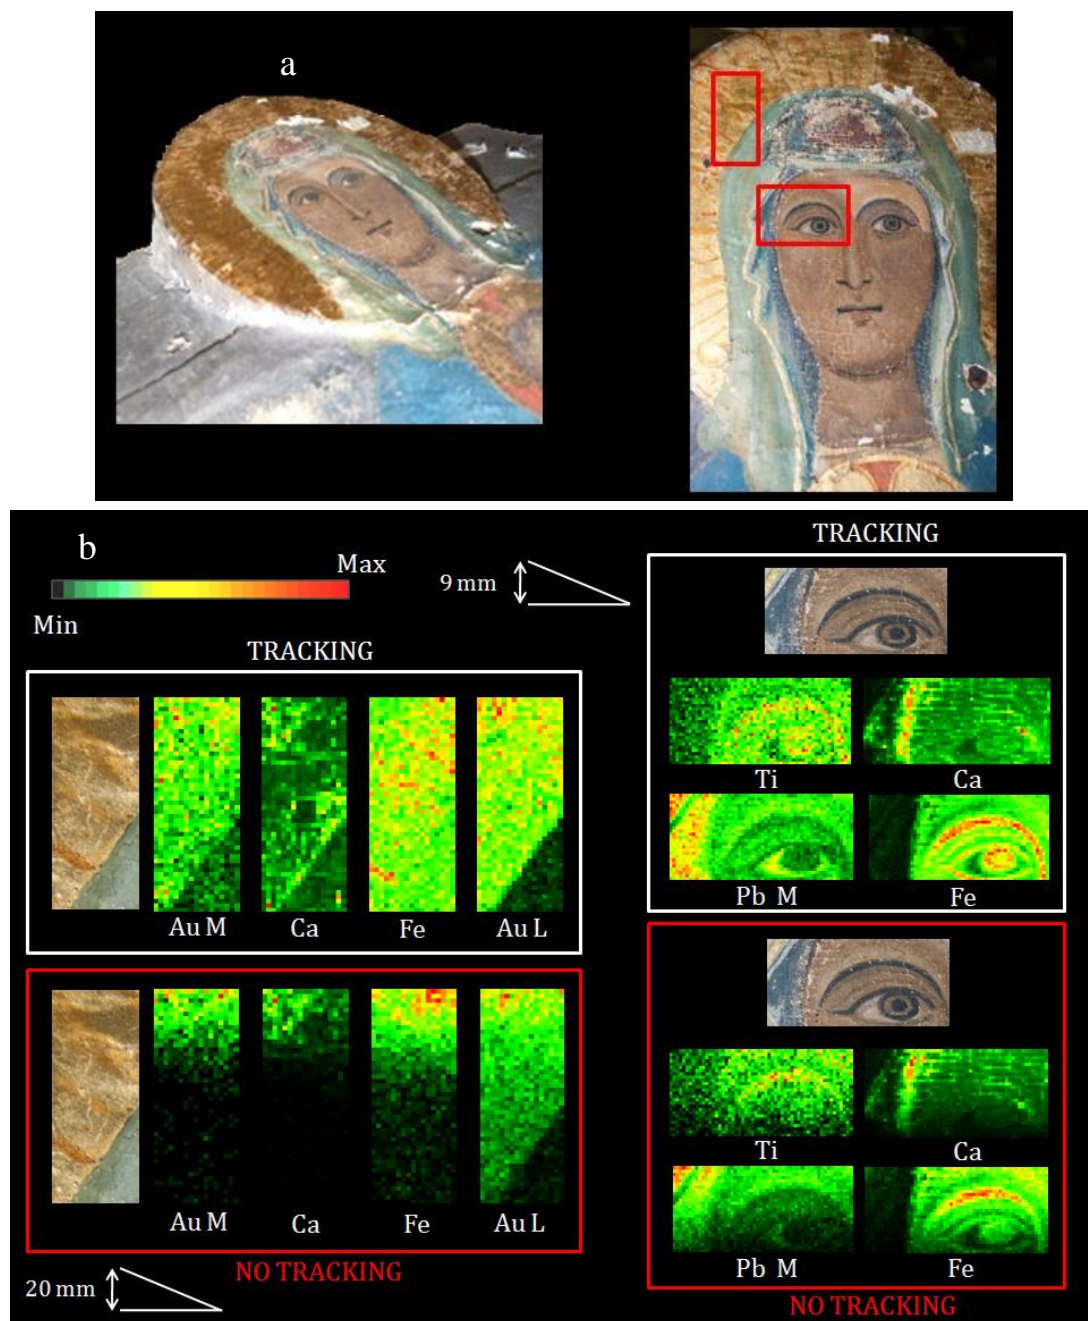 a
b
Max
Min
9 mm
TRACKING
TRACKING
Au M Ca Fe Au L
Ti Ca
Pb M Fe
Au M Ca Fe Au L
NO TRACKING
20 mm
Ti Ca
Pb M Fe
NO TRACKING